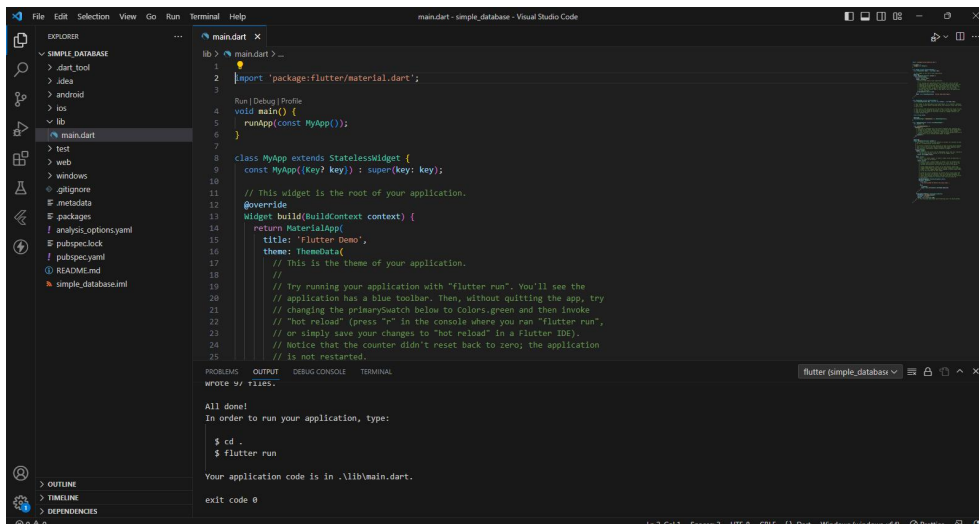 File Edit Selection View Go Run Terminal Help
main.dart - simple_database - Visual Studio Code
EXPLORER
SIMPLE_DATABASE
.dart_tool
.idea
android
ios
lib
main.dart
test
web
windows
.gitignore
.metadata
.packages
analysis_options.yaml
pubspec.lock
pubspec.yaml
README.md
simple_database.iml
OUTLINE
TIMELINE
DEPENDENCIES
main.dart
lib > main.dart > ...
1
2 import 'package:flutter/material.dart';
3
Run | Debug | Profile
4 void main() {
5 runApp(const MyApp());
6 }
7
8 class MyApp extends StatelessWidget {
9 const MyApp({Key? key}) : super(key: key);
10
11 // This widget is the root of your application.
12 @override
13 Widget build(BuildContext context) {
14 return MaterialApp(
15 title: 'Flutter Demo',
16 theme: ThemeData(
17 // This is the theme of your application.
18 //
19 // Try running your application with "flutter run". You'll see the
20 // application has a blue toolbar. Then, without quitting the app, try
21 // changing the primarySwatch below to Colors.green and then invoke
22 // "hot reload" (press "r" in the console where you ran "flutter run",
23 // or simply save your changes to "hot reload" in a Flutter IDE).
24 // Notice that the counter didn't reset back to zero; the application
25 // is not restarted.
PROBLEMS OUTPUT DEBUG CONSOLE TERMINAL
flutter (simple_database
Wrote 97 files.
All done!
In order to run your application, type:
$ cd .
$ flutter run
Your application code is in .\lib\main.dart.
exit code 0